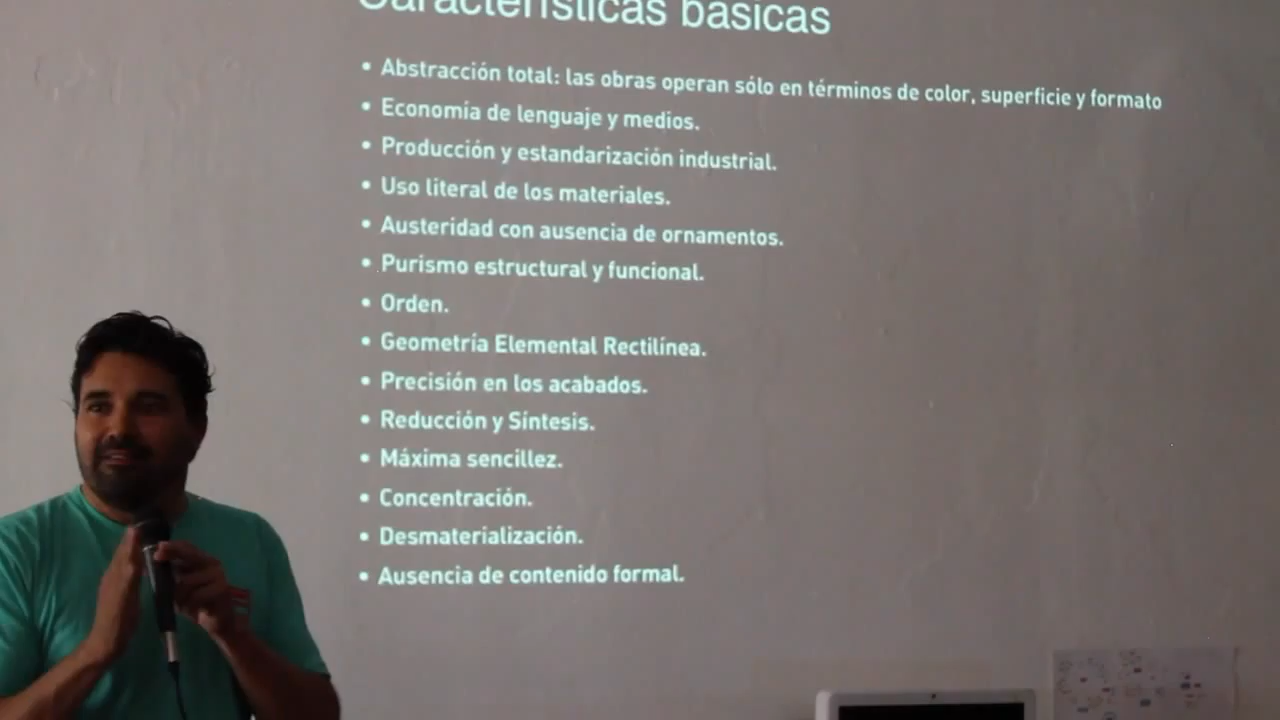 Características básicas
• Abstracción total: las obras operan sólo en términos de color, superficie y formato
• Economía de lenguaje y medios.
• Producción y estandarización industrial.
• Uso literal de los materiales.
• Austeridad con ausencia de ornamentos.
• Purismo estructural y funcional.
• Orden.
• Geometría Elemental Rectilínea.
• Precisión en los acabados.
• Reducción y Síntesis.
• Máxima sencillez.
• Concentración.
• Desmaterialización.
• Ausencia de contenido formal.